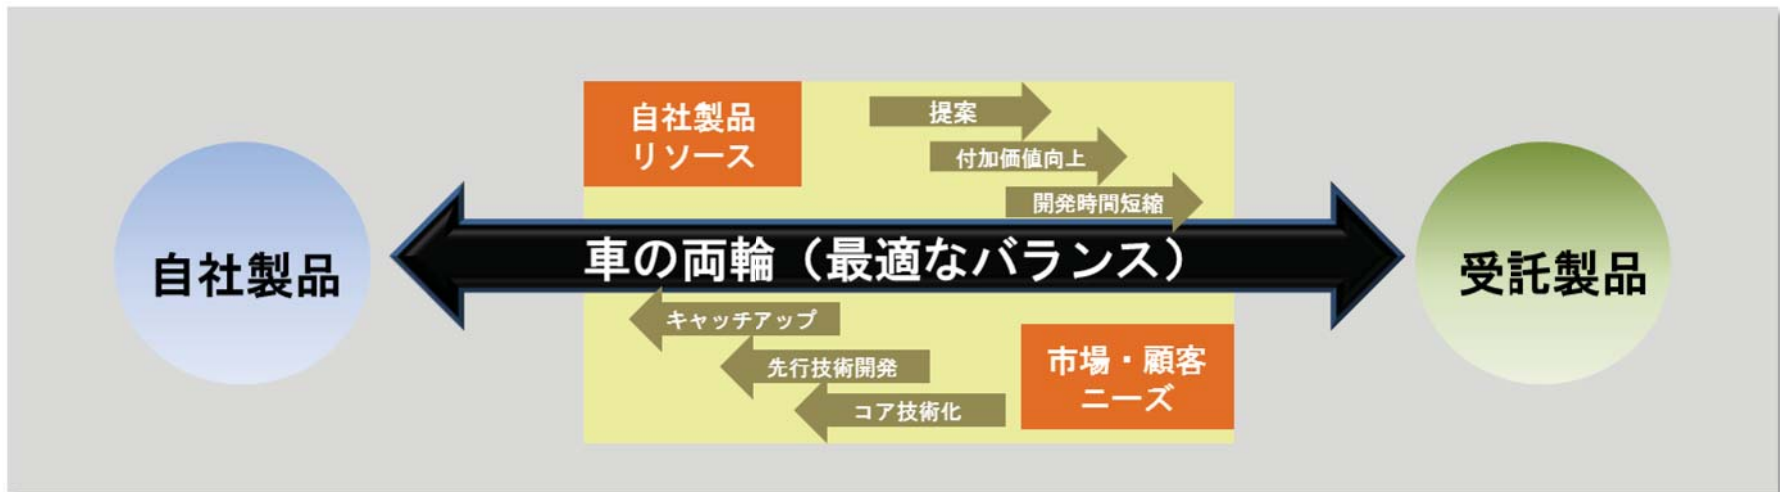 自社製品
リソース
提案
付加価値向上
開発時間短縮
自社製品
車の両輪（最適なバランス）
受託製品
キャッチアップ
先行技術開発
コア技術化
市場・顧客
ニーズ